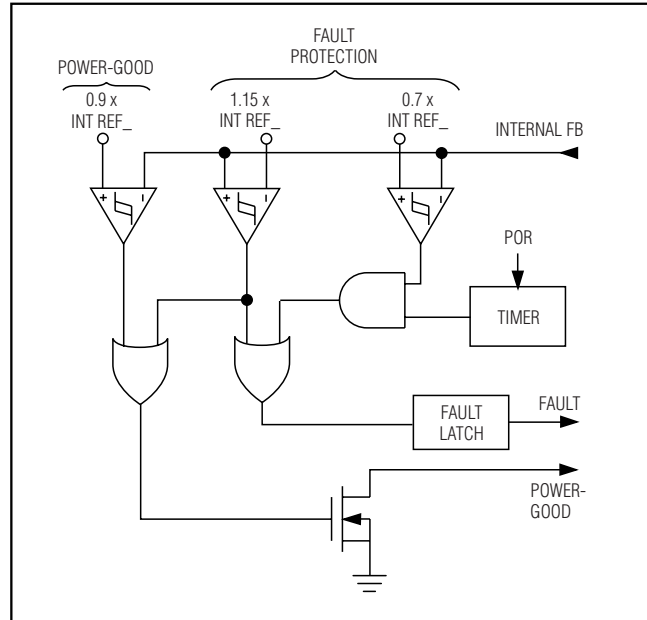 FAULT
PROTECTION
POWER-GOOD
0.9 x
INT REF_
1.15 x
INT REF_
0.7 x
INT REF_
INTERNAL FB
+ –
+ –
+ –
POR
TIMER
FAULT
LATCH
FAULT
POWER-
GOOD